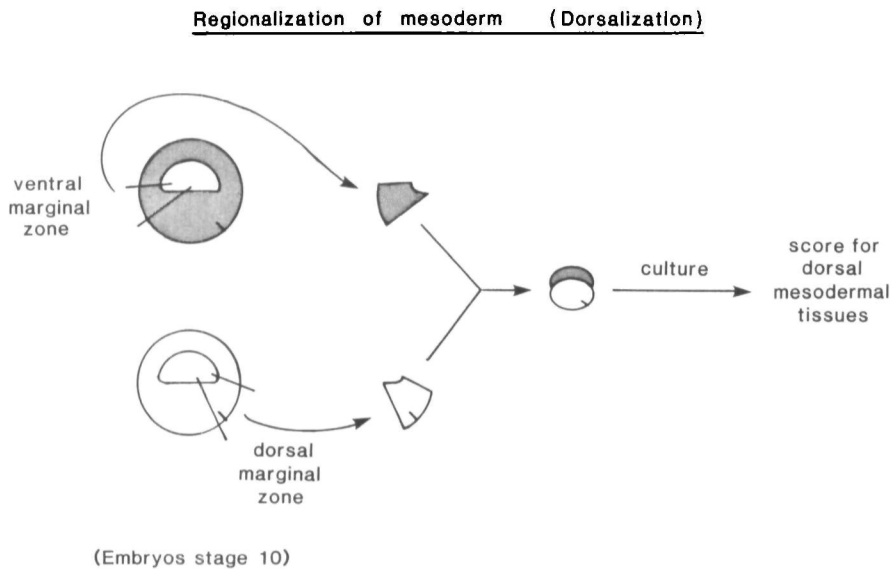 Regionalization of mesoderm (Dorsalization)
ventral
marginal
zone
culture
score for
dorsal
mesodermal
tissues
dorsal
marginal
zone
(Embryos stage 10)